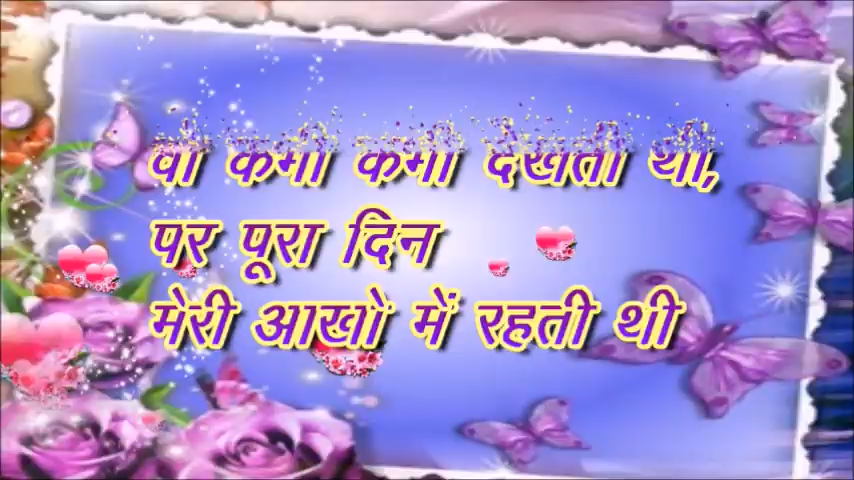 वो कभी कभी देखती थी,
पर पूरा दिन
मेरी आखो में रहती थी